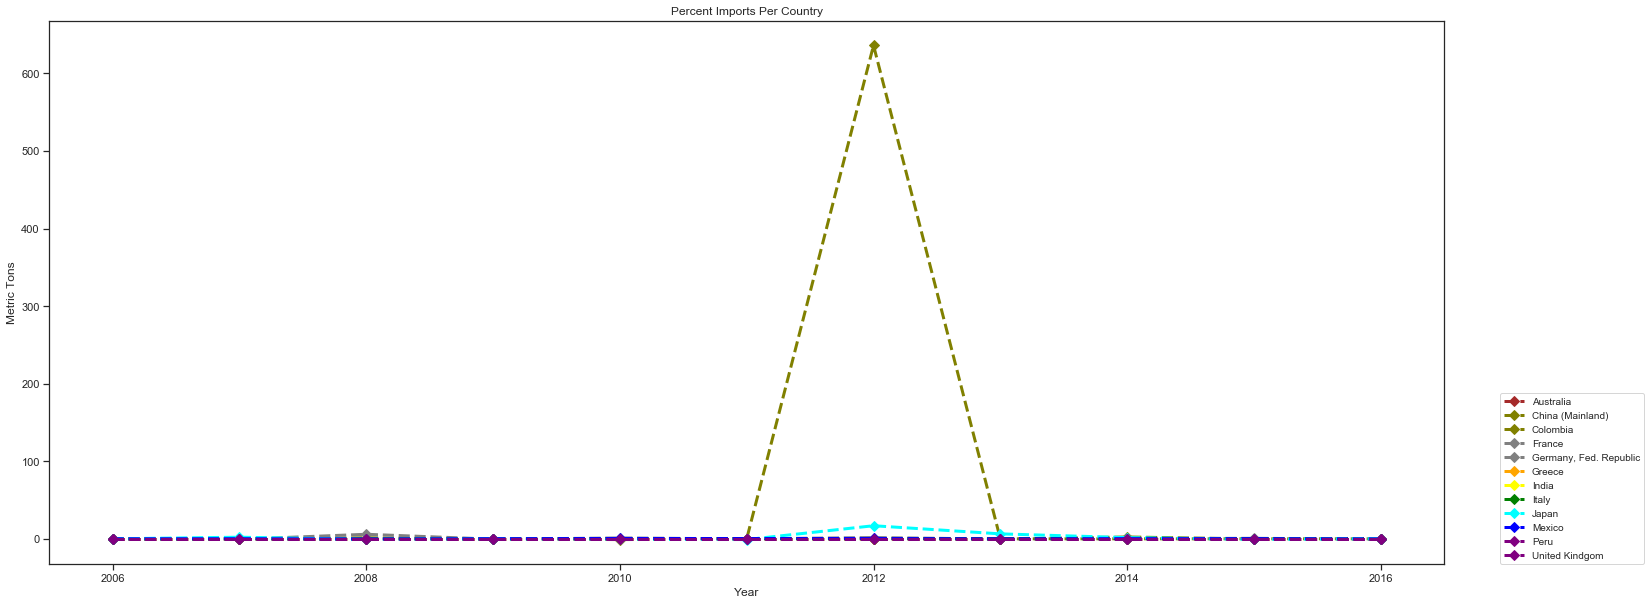 Percent Imports Per Country
600
500
400
300
200
100
0
Metric Tons
2006
2008
2010
2012
2014
2016
Year
Australia
China (Mainland)
Colombia
France
Germany, Fed. Republic
Greece
India
Italy
Japan
Mexico
Peru
United Kindgom